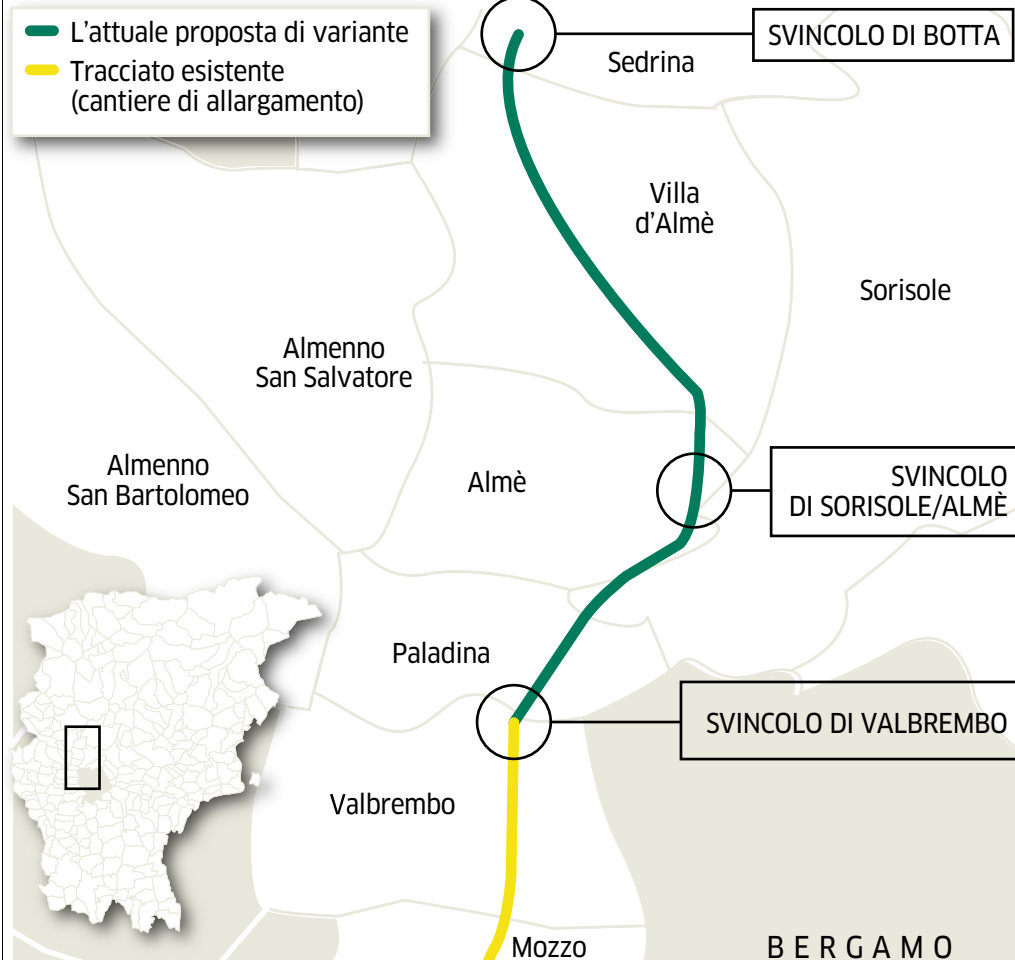 L'attuale proposta di variante
Tracciato esistente
(cantiere di allargamento)
SVINCOLO DI BOTTA
Sedrina
Villa
d'Almè
Sorisole
Almenno
San Salvatore
Almenno
San Bartolomeo
Almè
SVINCOLO
DI SORISOLE/ALMÈ
Paladina
SVINCOLO DI VALBREMBO
Valbrembo
Mozzo
BERGAMO